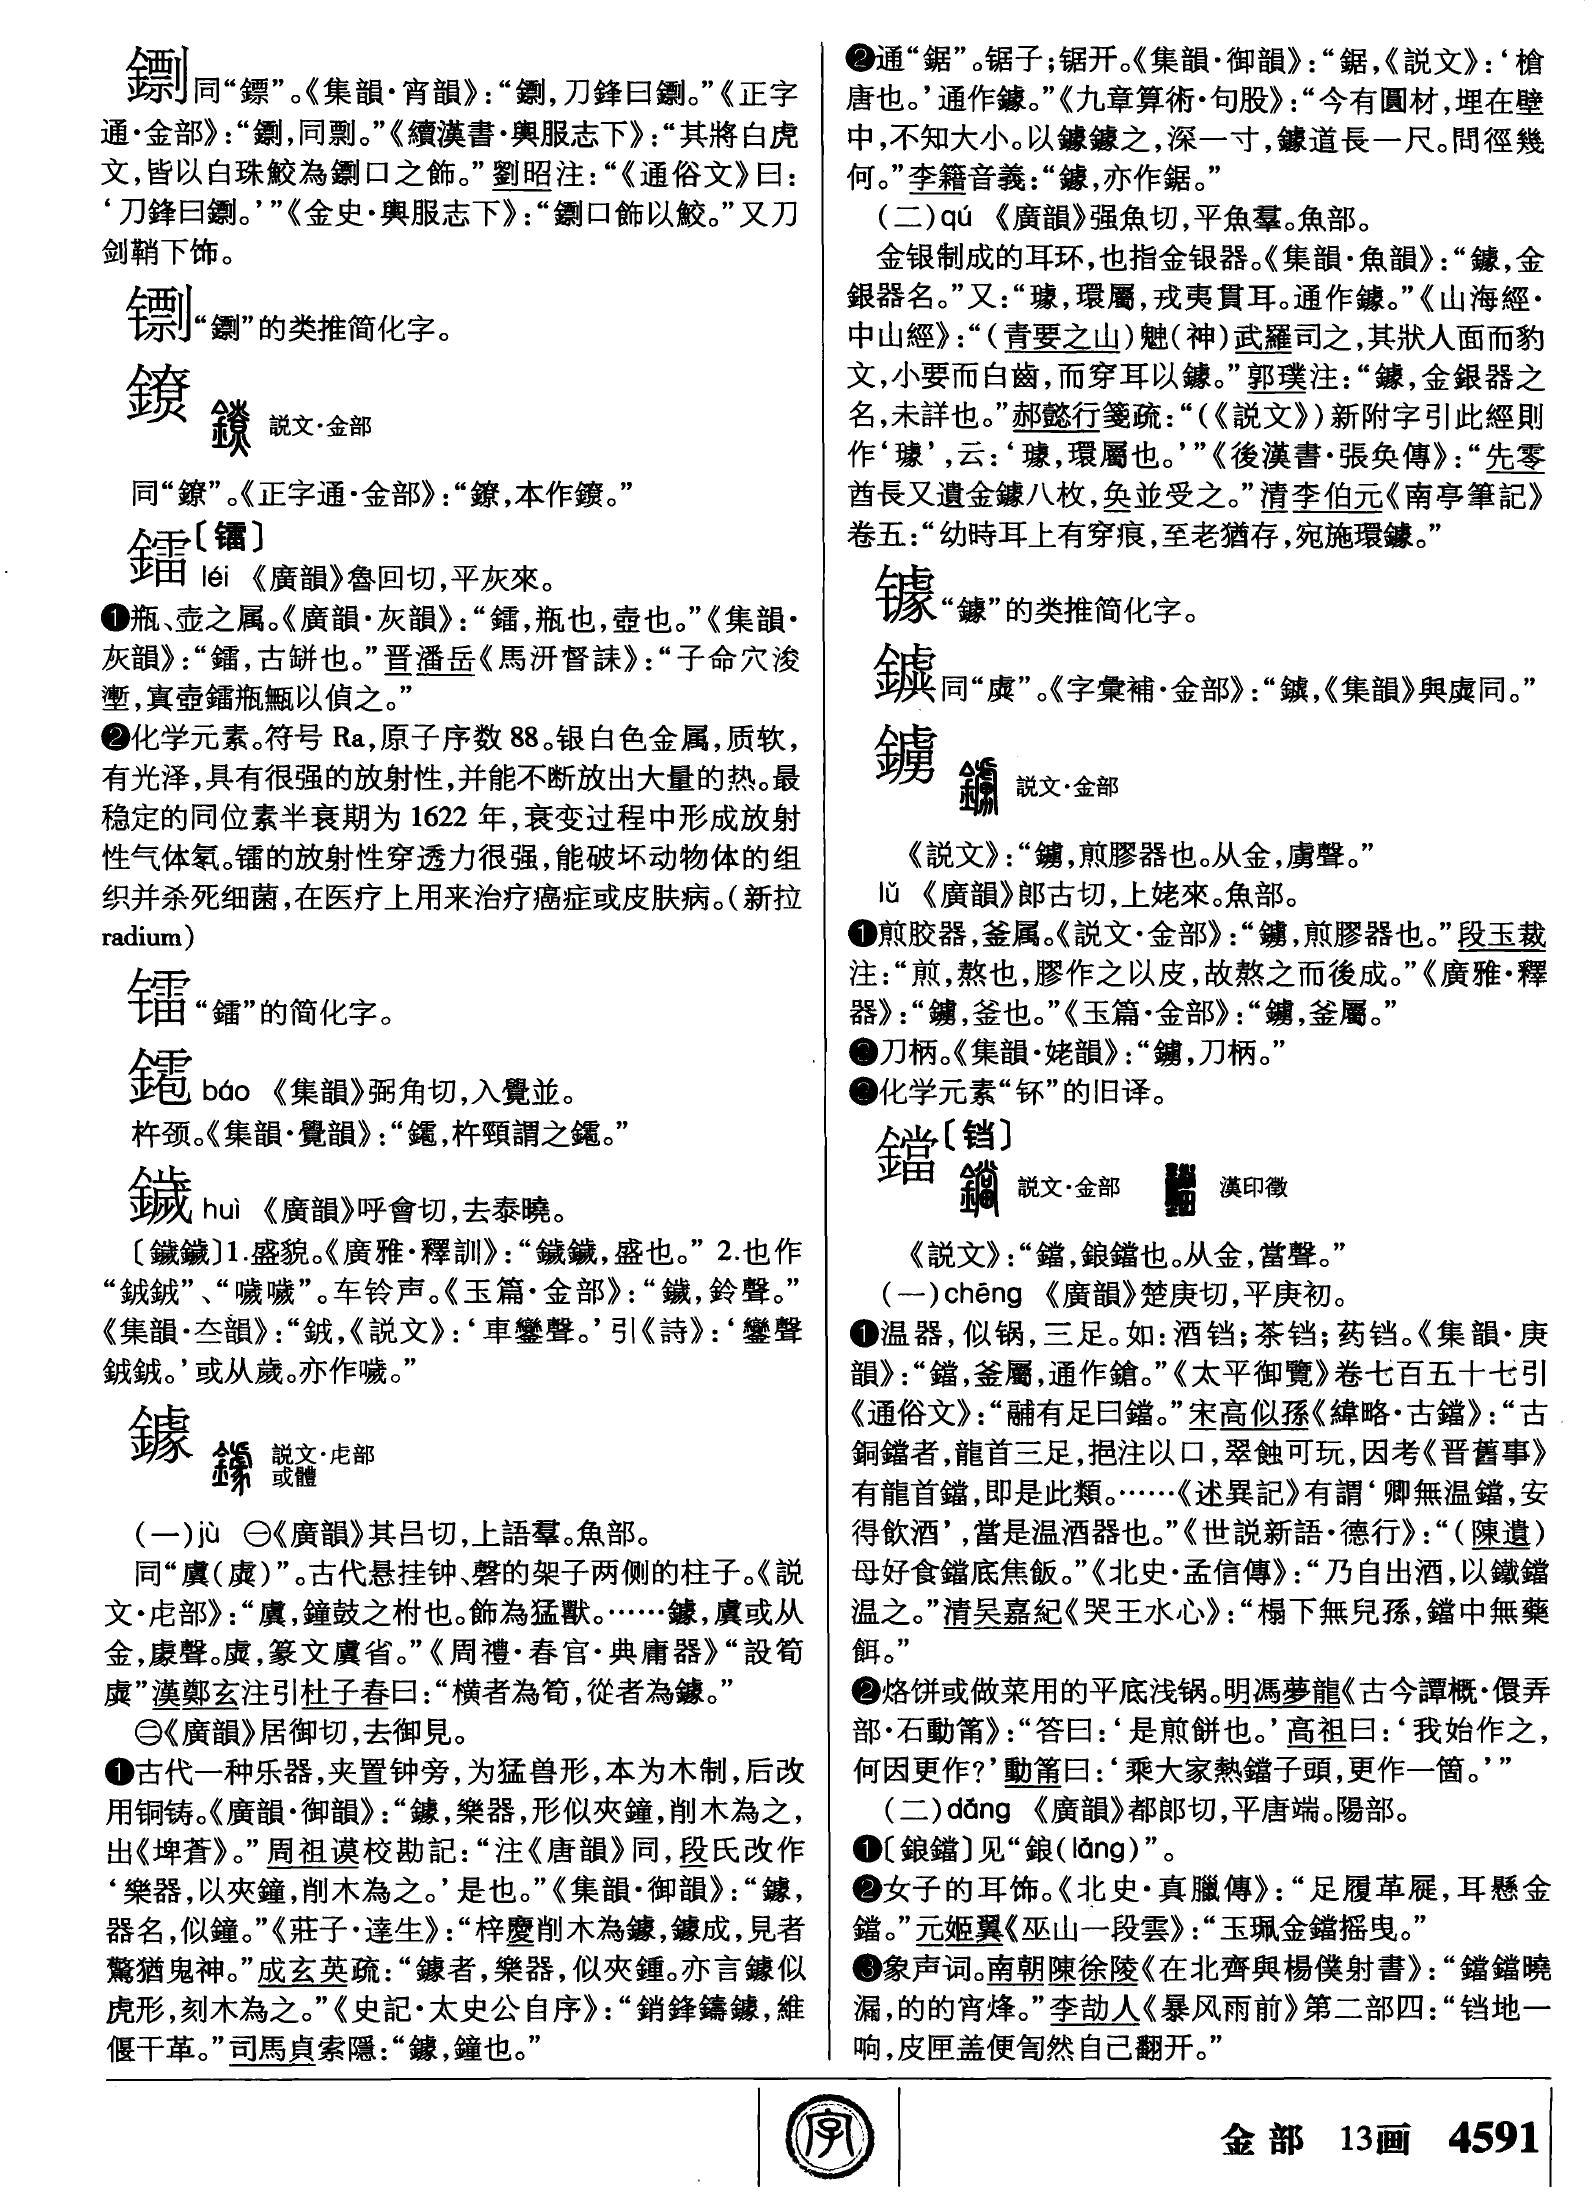 同“鏢”。《集韻·宵韻》：“，刀鋒曰。”《正字
通·金部》：“，同剽。”《續漢書·輿服志下》：“其將白虎
文，皆以白珠鮫為口之飾。”劉昭注：“《通俗文》曰：
‘刀鋒曰。’”《金史·輿服志下》：“口飾以鮫。”又刀
剑鞘下饰。
“”的类推简化字。
説文·金部
同“鐐”。《正字通·金部》：“鐐，本作。”
鐳〔镭〕
léi 《廣韻》魯回切，平灰來。
❶瓶、壶之属。《廣韻·灰韻》：“鐳，瓶也，壺也。”《集韻·
灰韻》：“鐳，古缾也。”晋潘岳《馬汧督誄》：“子命穴浚
壍，寘壺鐳瓶甒以偵之。”
❷化学元素。符号 Ra，原子序数 88。银白色金属，质软，
有光泽，具有很强的放射性，并能不断放出大量的热。最
稳定的同位素半衰期为 1622 年，衰变过程中形成放射
性气体氡。镭的放射性穿透力很强，能破坏动物体的组
织并杀死细菌，在医疗上用来治疗癌症或皮肤病。（新拉
radium）
镭“鐳”的简化字。
báo 《集韻》弼角切，入覺並。
杵颈。《集韻·覺韻》：“，杵頸謂之。”
鐬 huì 《廣韻》呼會切，去泰曉。
〔鐬鐬〕1.盛貌。《廣雅·釋訓》：“鐬鐬，盛也。” 2.也作
“鉞鉞”、“噦噦”。车铃声。《玉篇·金部》：“鐬，鈴聲。”
《集韻·夳韻》：“鉞，《説文》：‘車鑾聲。’引《詩》：‘鑾聲
鉞鉞。’或从歲。亦作噦。”
鐻
説文·虍部
或體
（一）jù ㊀《廣韻》其吕切，上語羣。魚部。
同“虡（虡）”。古代悬挂钟、磬的架子两侧的柱子。《説
文·虍部》：“虡，鐘鼓之柎也。飾為猛獸。……鐻，虡或从
金，豦聲。虡，篆文虡省。”《周禮·春官·典庸器》“設筍
虡”漢鄭玄注引杜子春曰：“横者為筍，從者為鐻。”
㊁《廣韻》居御切，去御見。
❶古代一种乐器，夹置钟旁，为猛兽形，本为木制，后改
用铜铸。《廣韻·御韻》：“鐻，樂器，形似夾鐘，削木為之，
出《埤蒼》。”周祖谟校勘記：“注《唐韻》同，段氏改作
‘樂器，以夾鐘，削木為之。’是也。”《集韻·御韻》：“鐻，
器名，似鐘。”《莊子·達生》：“梓慶削木為鐻，鐻成，見者
驚猶鬼神。”成玄英疏：“鐻者，樂器，似夾鍾。亦言鐻似
虎形，刻木為之。”《史記·太史公自序》：“銷鋒鑄鐻，維
偃干革。”司馬貞索隱：“鐻，鐘也。”
❷通“鋸”。锯子；锯开。《集韻·御韻》：“鋸，《説文》：‘槍
唐也。’通作鐻。”《九章算術·句股》：“今有圓材，埋在壁
中，不知大小。以鐻鐻之，深一寸，鐻道長一尺。問徑幾
何。”李籍音義：“鐻，亦作鋸。”
（二）qú 《廣韻》强魚切，平魚羣。魚部。
金银制成的耳环，也指金银器。《集韻·魚韻》：“鐻，金
銀器名。”又：“璩，環屬，戎夷貫耳。通作鐻。”《山海經·
中山經》：“（青要之山）䰠（神）武羅司之，其狀人面而豹
文，小要而白齒，而穿耳以鐻。”郭璞注：“鐻，金銀器之
名，未詳也。”郝懿行箋疏：“（《説文》）新附字引此經則
作‘璩’，云：‘璩，環屬也。’”《後漢書·張奐傳》：“先零
酋長又遺金鐻八枚，奐並受之。”清李伯元《南亭筆記》
卷五：“幼時耳上有穿痕，至老猶存，宛施環鐻。”
“鐻”的类推简化字。
同“虡”。《字彙補·金部》：“，《集韻》與虡同。”
鐪
説文·金部
《説文》：“鐪，煎膠器也。从金，虜聲。”
lǔ 《廣韻》郎古切，上姥來。魚部。
❶煎胶器，釜属。《説文·金部》：“鐪，煎膠器也。”段玉裁
注：“煎，熬也，膠作之以皮，故熬之而後成。”《廣雅·釋
器》：“鐪，釜也。”《玉篇·金部》：“鐪，釜屬。”
❷刀柄。《集韻·姥韻》：“鐪，刀柄。”
❸化学元素“钚”的旧译。
鐺〔铛〕
説文·金部 漢印徵
《説文》：“鐺，鋃鐺也。从金，當聲。”
（一）chēng 《廣韻》楚庚切，平庚初。
❶温器，似锅，三足。如：酒铛；茶铛；药铛。《集韻·庚
韻》：“鐺，釜屬，通作鎗。”《太平御覽》卷七百五十七引
《通俗文》：“鬴有足曰鐺。”宋高似孫《緯略·古鐺》：“古
銅鐺者，龍首三足，挹注以口，翠蝕可玩，因考《晋舊事》
有龍首鐺，即是此類。……《述異記》有謂‘卿無温鐺，安
得飲酒’，當是温酒器也。”《世説新語·德行》：“（陳遺）
母好食鐺底焦飯。”《北史·孟信傳》：“乃自出酒，以鐵鐺
温之。”清吴嘉紀《哭王水心》：“榻下無兒孫，鐺中無藥
餌。”
❷烙饼或做菜用的平底浅锅。明馮夢龍《古今譚概·儇弄
部·石動筩》：“答曰：‘是煎餅也。’高祖曰：‘我始作之，
何因更作？’動筩曰：‘乘大家熱鐺子頭，更作一箇。’”
（二）dāng 《廣韻》都郎切，平唐端。陽部。
❶〔鋃鐺〕见“鋃（láng）”。
❷女子的耳饰。《北史·真臘傳》：“足履革屣，耳懸金
鐺。”元姬翼《巫山一段雲》：“玉珮金鐺摇曳。”
❸象声词。南朝陳徐陵《在北齊與楊僕射書》：“鐺鐺曉
漏，的的宵烽。”李劼人《暴风雨前》第二部四：“铛地一
响，皮匣盖便訇然自己翻开。”
字
金部 13画 4591